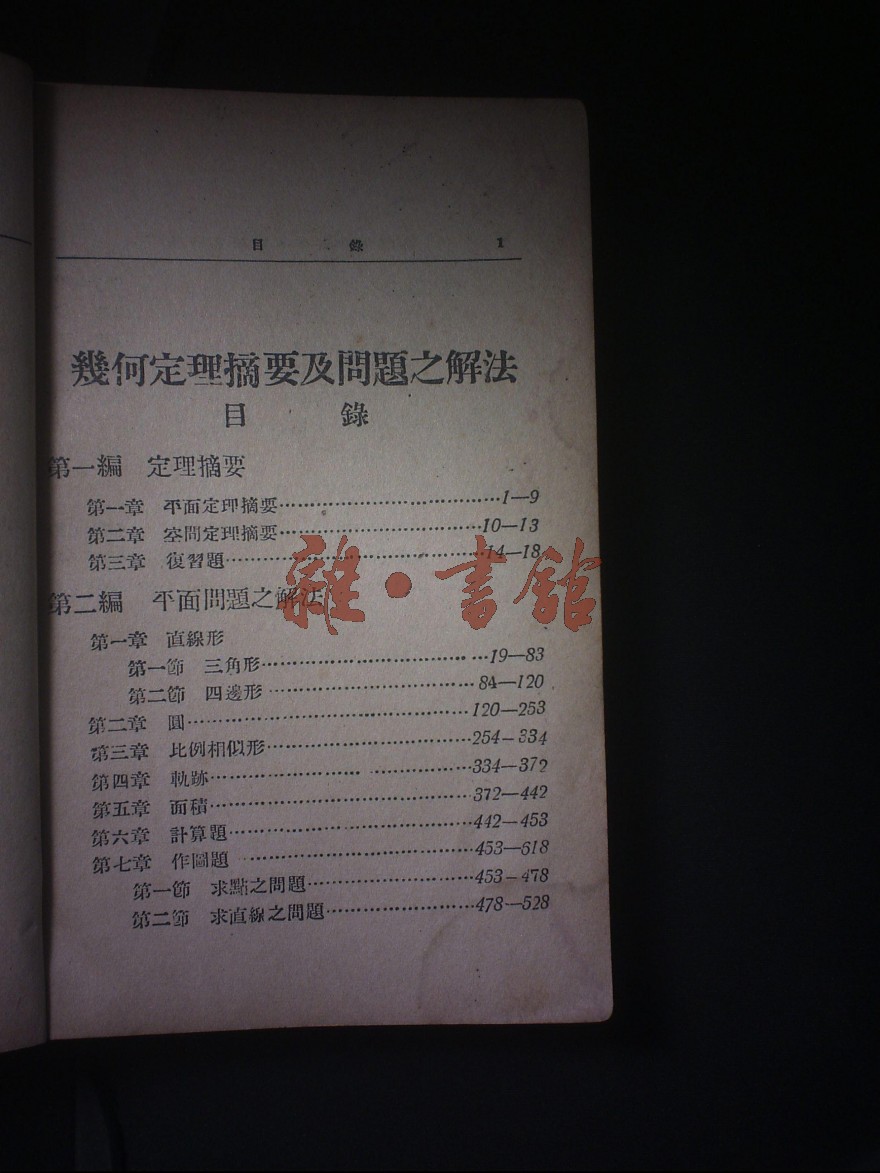 目 錄 1
幾何定理摘要及問題之解法
目 錄
第一編 定理摘要
第一章 平面定理摘要……………………………1—9
第二章 空間定理摘要……………………………10—13
第三章 復習題……………………………14—18
第二編 平面問題之解法
雜·書館
第一章 直線形
第一節 三角形……………………………19—83
第二節 四邊形……………………………84—120
第二章 圓……………………………120—253
第三章 比例相似形……………………………254—334
第四章 軌跡……………………………334—372
第五章 面積……………………………372—442
第六章 計算題……………………………442—453
第七章 作圖題……………………………453—618
第一節 求點之問題……………………………453—478
第二節 求直線之問題……………………………478—528